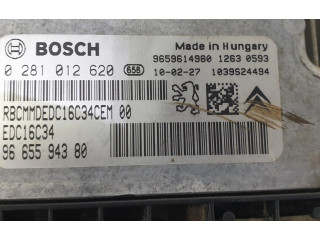 BOSCH
Made in Hungary
9659614980 1263 0593
0 281 012 620 658 10-02-27 1039S24494
RBCMMDEDC16C34CEM 00
EDC16C34
96 655 943 80